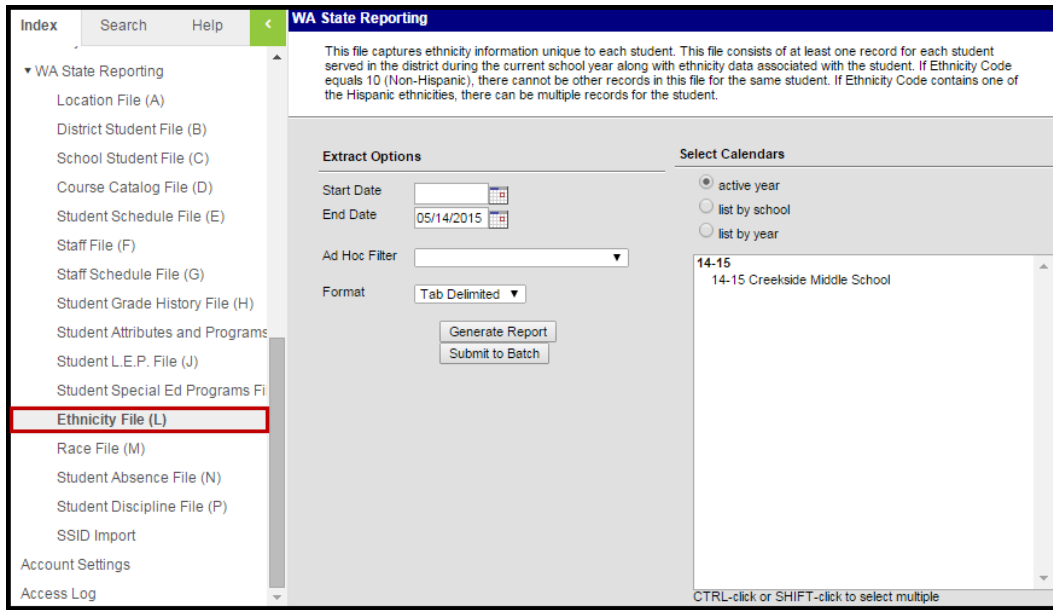 Index Search Help <
WA State Reporting
Location File (A)
District Student File (B)
School Student File (C)
Course Catalog File (D)
Student Schedule File (E)
Staff File (F)
Staff Schedule File (G)
Student Grade History File (H)
Student Attributes and Programs
Student L.E.P. File (J)
Student Special Ed Programs Fi
Ethnicity File (L)
Race File (M)
Student Absence File (N)
Student Discipline File (P)
SSID Import
Account Settings
Access Log
WA State Reporting
This file captures ethnicity information unique to each student. This file consists of at least one record for each student
served in the district during the current school year along with ethnicity data associated with the student. If Ethnicity Code
equals 10 (Non-Hispanic), there cannot be other records in this file for the same student. If Ethnicity Code contains one of
the Hispanic ethnicities, there can be multiple records for the student.
Extract Options
Start Date
End Date 05/14/2015
Ad Hoc Filter
Format Tab Delimited
Generate Report
Submit to Batch
Select Calendars
active year
list by school
list by year
14-15
14-15 Creekside Middle School
CTRL-click or SHIFT-click to select multiple